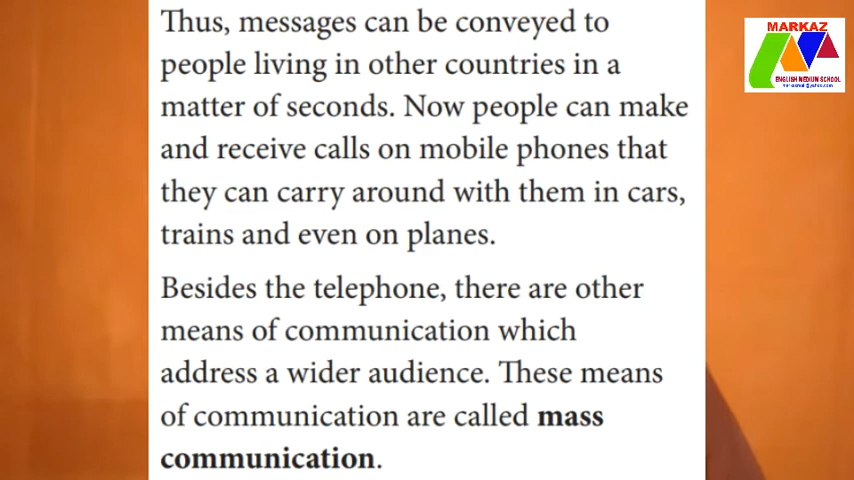 Thus, messages can be conveyed to
people living in other countries in a
matter of seconds. Now people can make
and receive calls on mobile phones that
they can carry around with them in cars,
trains and even on planes.
Besides the telephone, there are other
means of communication which
address a wider audience. These means
of communication are called mass
communication.
MARKAZ
ENGLISH MEDIUM SCHOOL